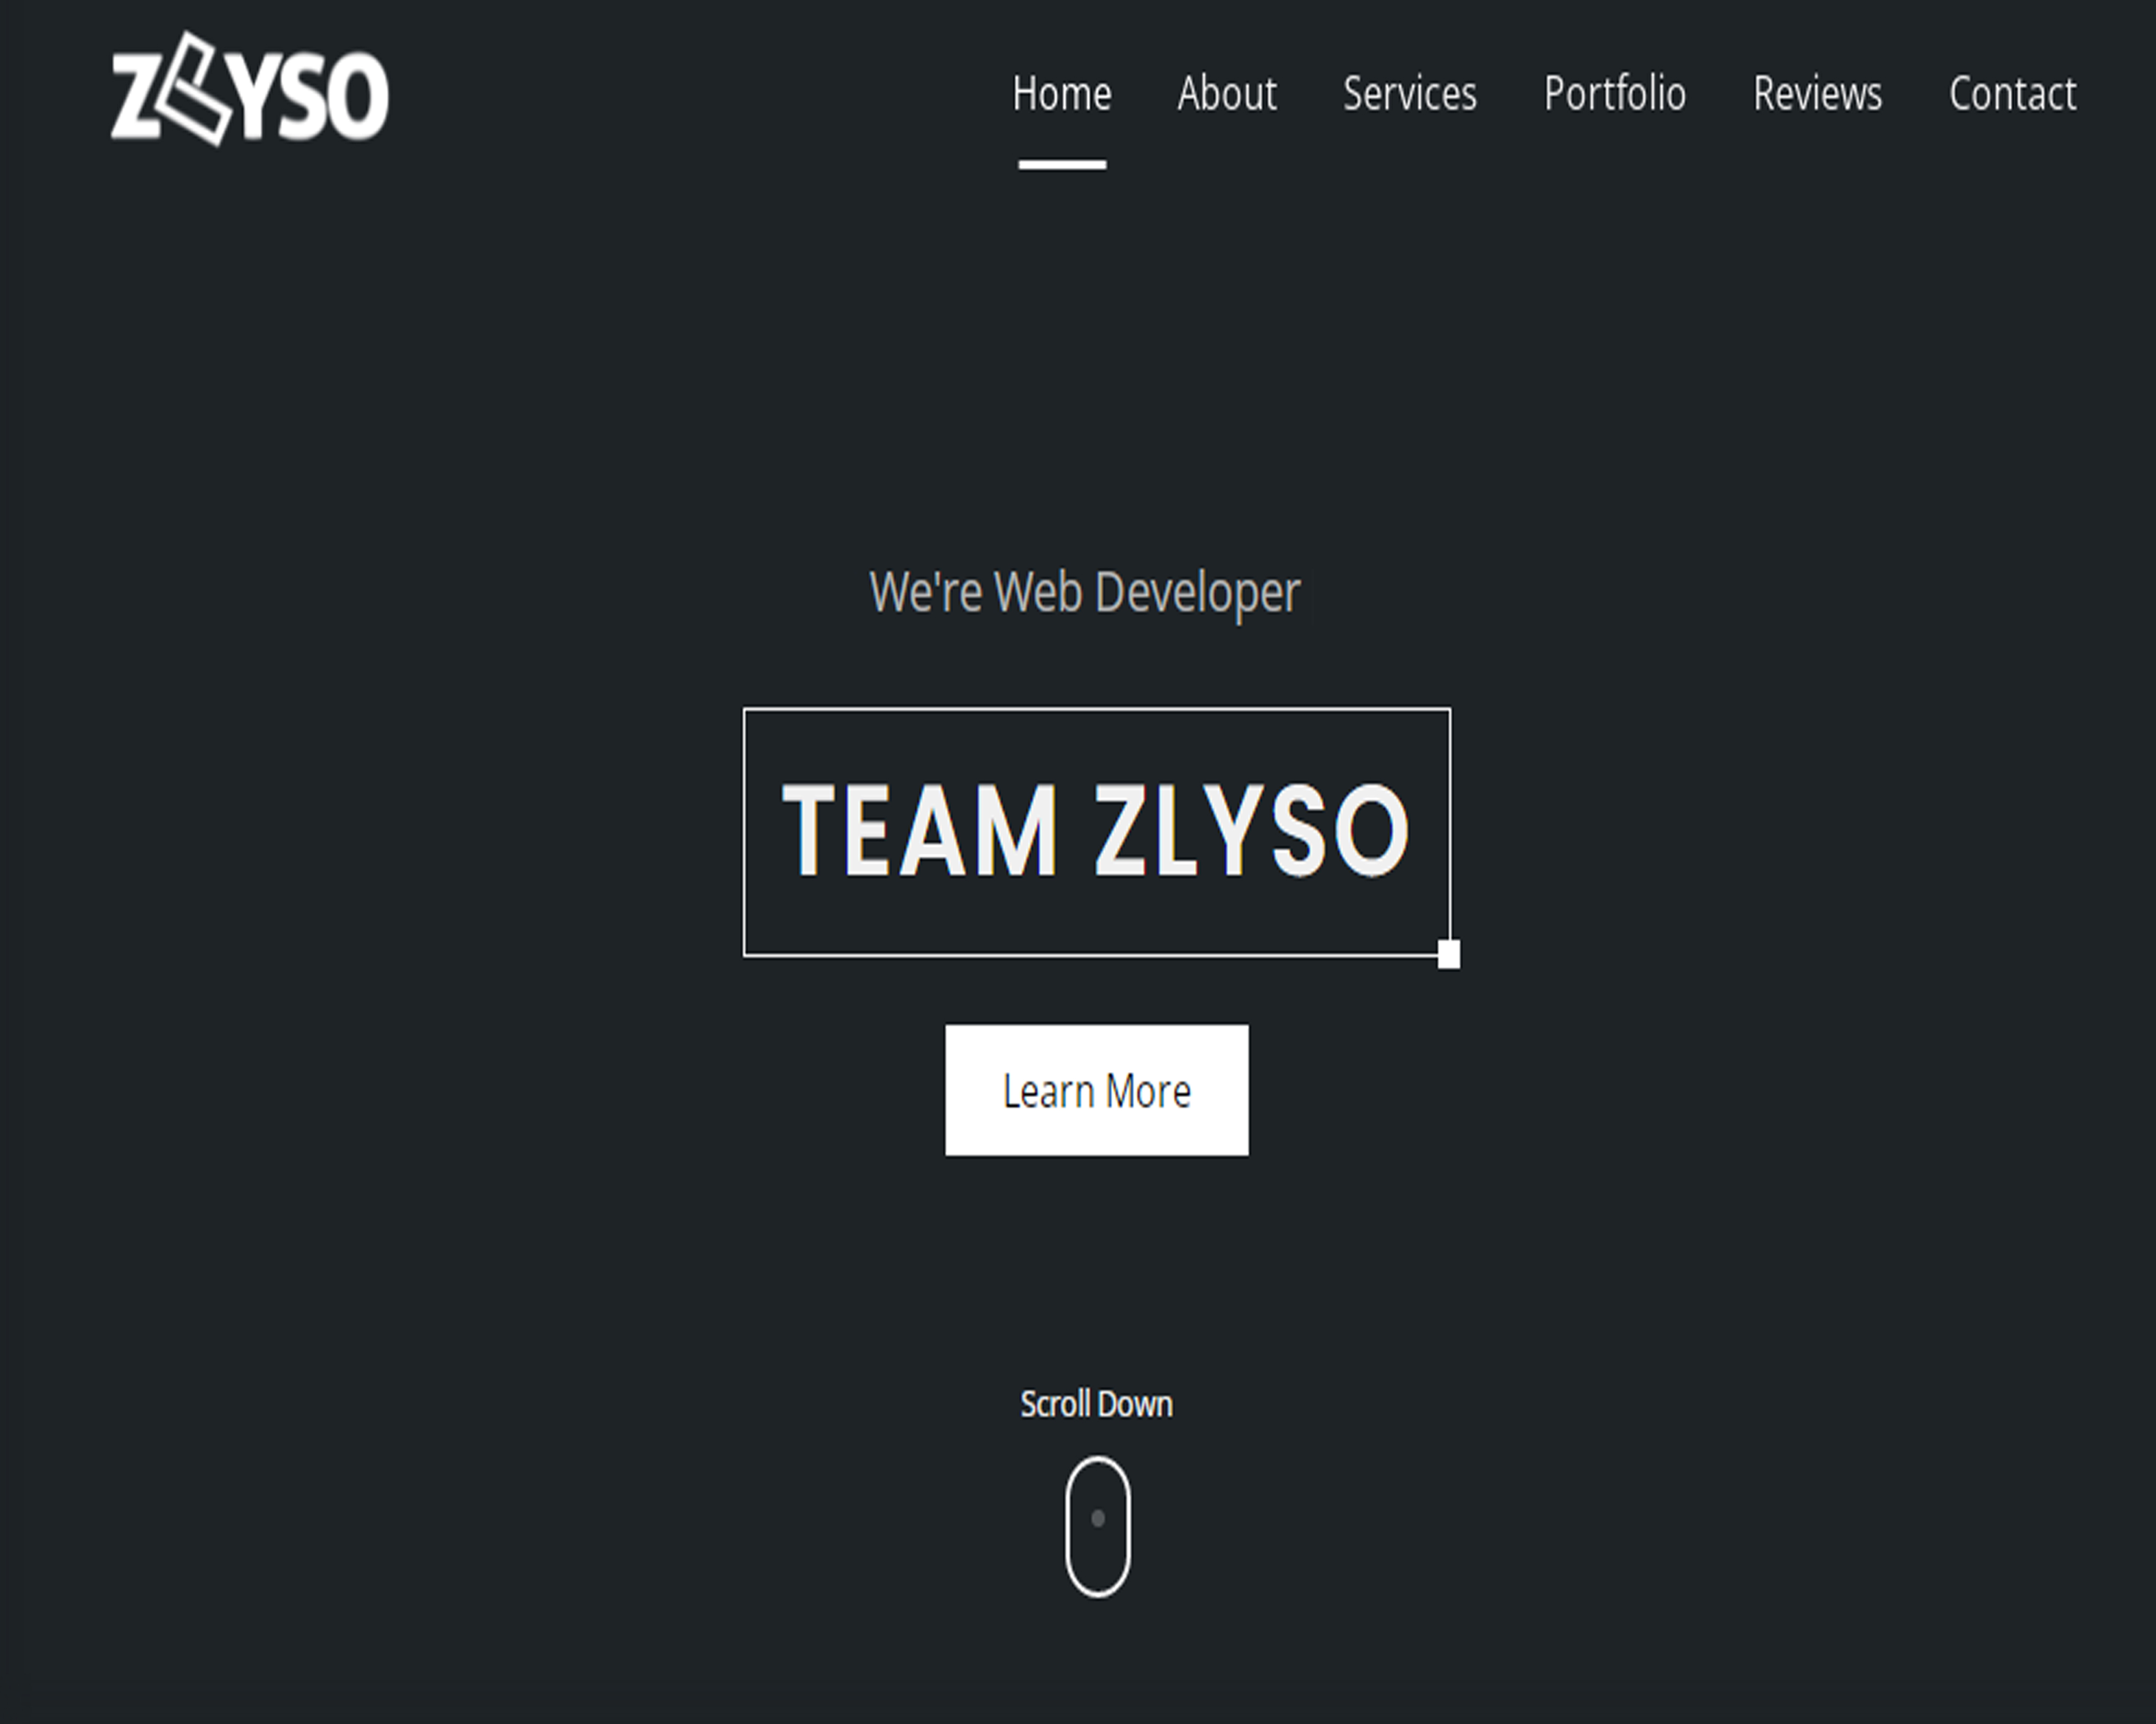 ZLYSO
Home About Services Portfolio Reviews Contact
We're Web Developer
TEAM ZLYSO
Learn More
Scroll Down